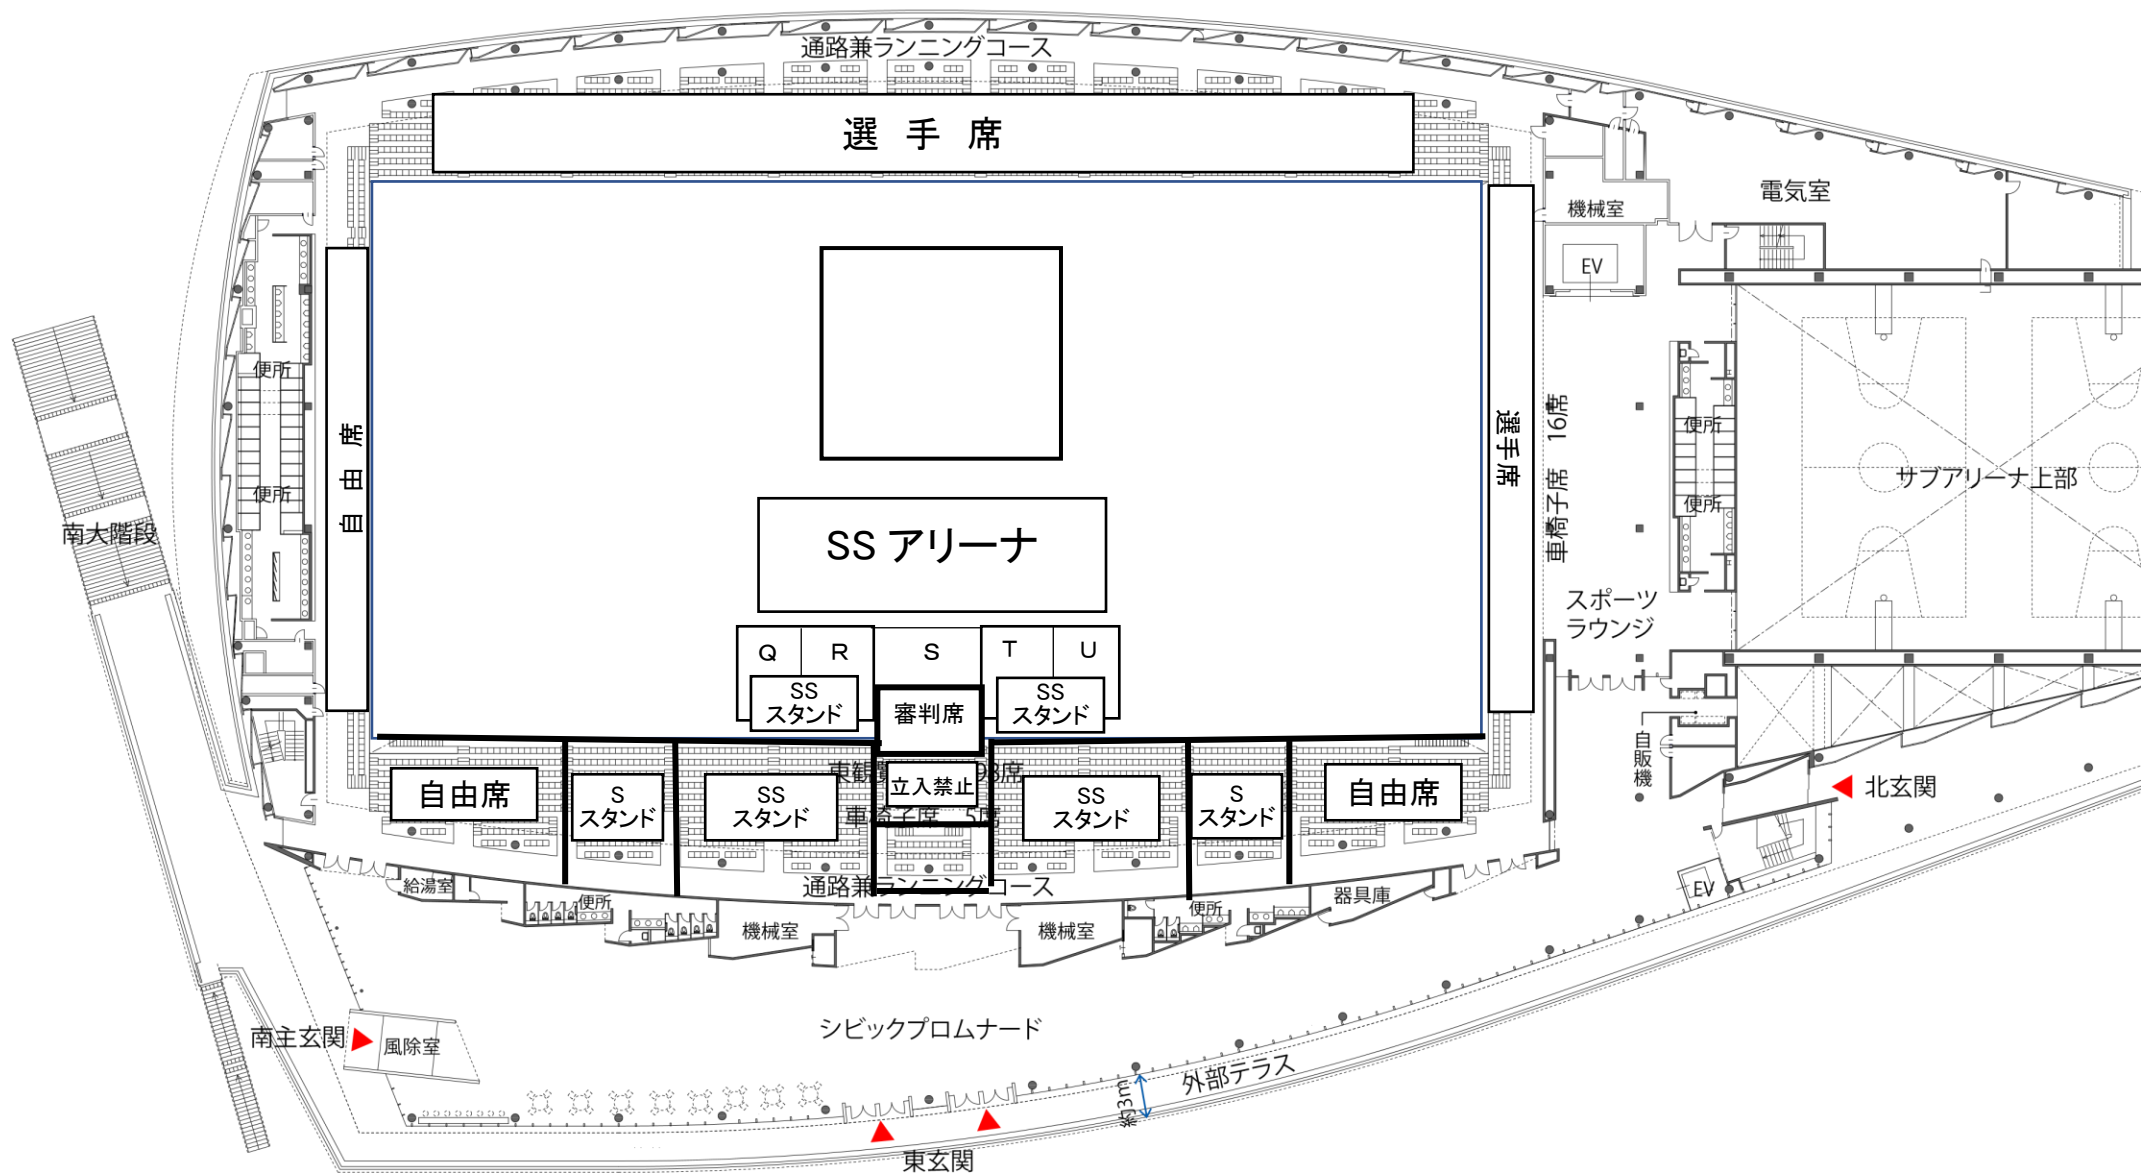 通路兼ランニングコース
選 手 席
電気室
機械室
EV
便所
便所
自 由 席
選手席
車椅子席 16席
便所
便所
サブアリーナ上部
南大階段
SS アリーナ
スポーツ
ラウンジ
Q R S T U
SS
スタンド
審判席
SS
スタンド
自販機
自由席
S
スタンド
SS
スタンド
東観
席
立入禁止
車椅子席 5席
SS
スタンド
S
スタンド
自由席
北玄関
通路兼ランニングコース
給湯室
便所
機械室
機械室
便所
器具庫
EV
シビックプロムナード
南主玄関
風除室
外部テラス
約3m
東玄関